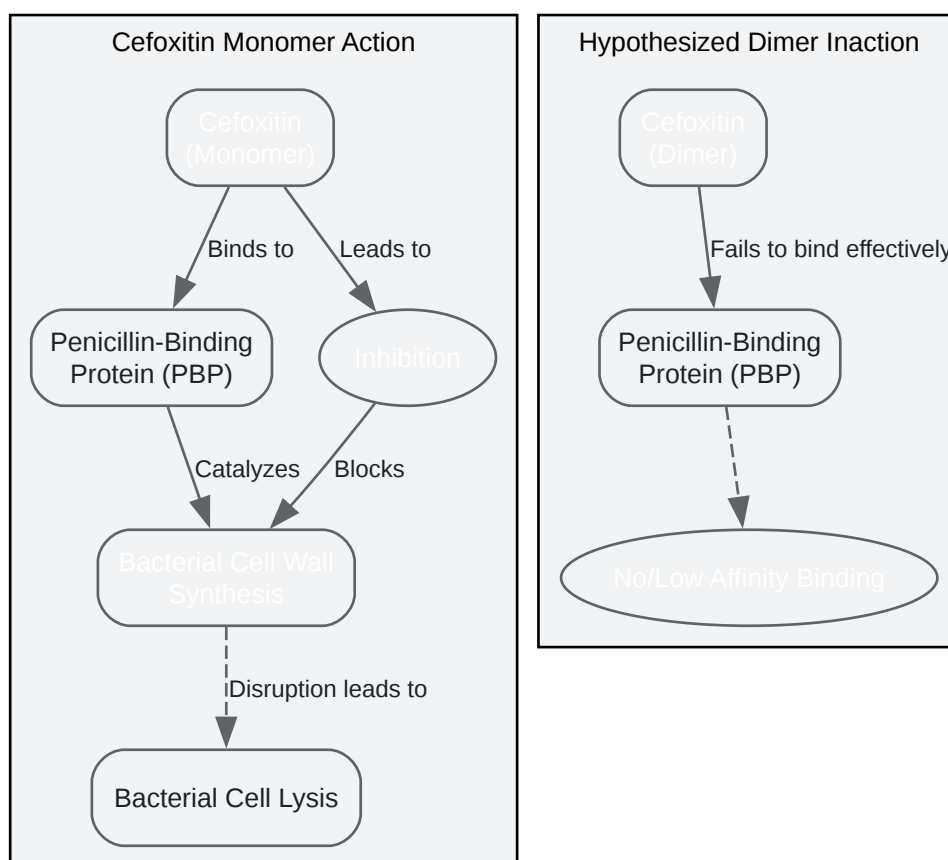 Cefoxitin Monomer Action
Cefoxitin
(Monomer)
Binds to
Leads to
Penicillin-Binding
Protein (PBP)
Inhibition
Catalyzes
Blocks
Bacterial Cell Wall
Synthesis
Disruption leads to
Bacterial Cell Lysis
Hypothesized Dimer Inaction
Cefoxitin
(Dimer)
Fails to bind effectively
Penicillin-Binding
Protein (PBP)
No/Low Affinity Binding